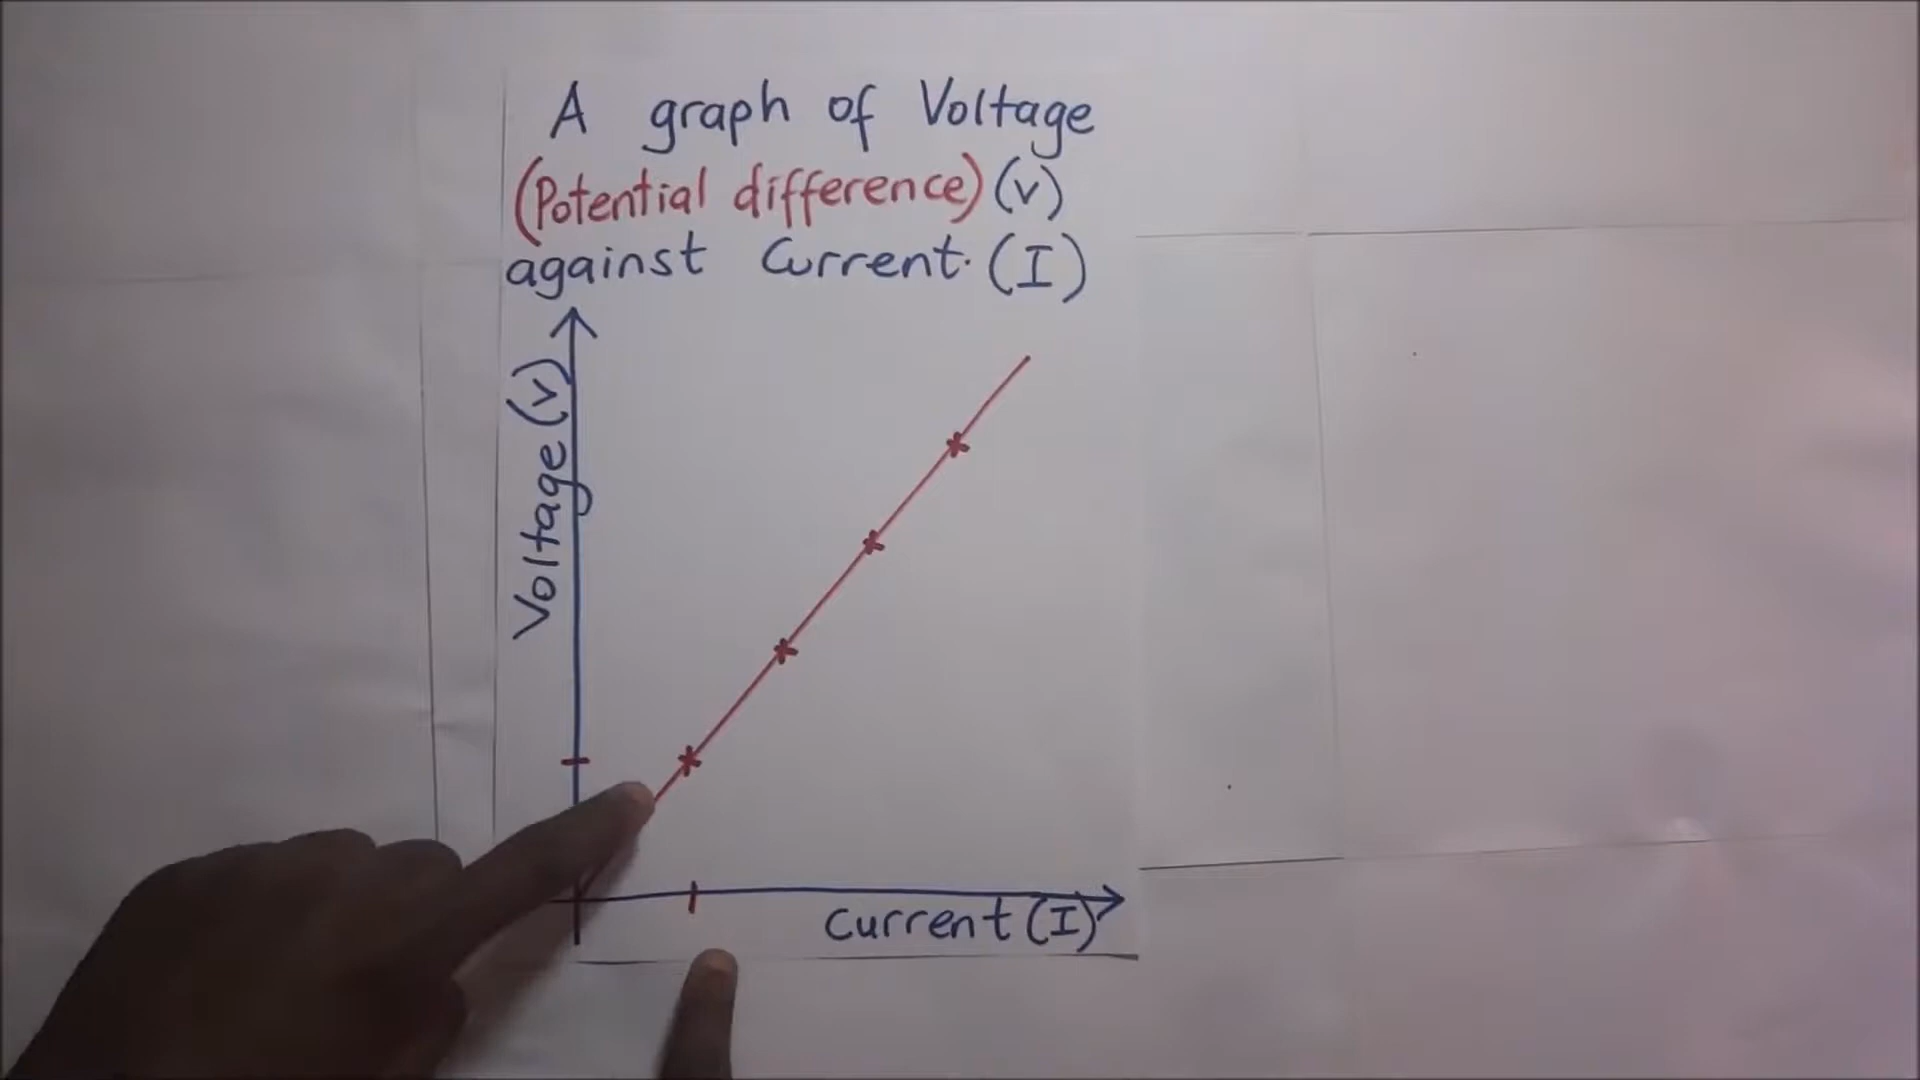 A graph of Voltage
(Potential difference) (v)
against Current. (I)
Voltage (v)
Current (I)